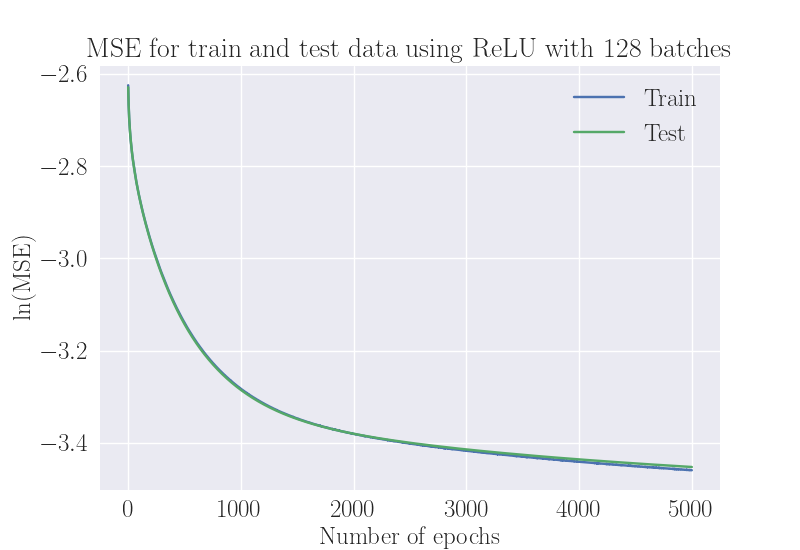 MSE for train and test data using ReLU with 128 batches
−2.6
−2.8
−3.0
−3.2
−3.4
ln(MSE)
Train
Test
0 1000 2000 3000 4000 5000
Number of epochs